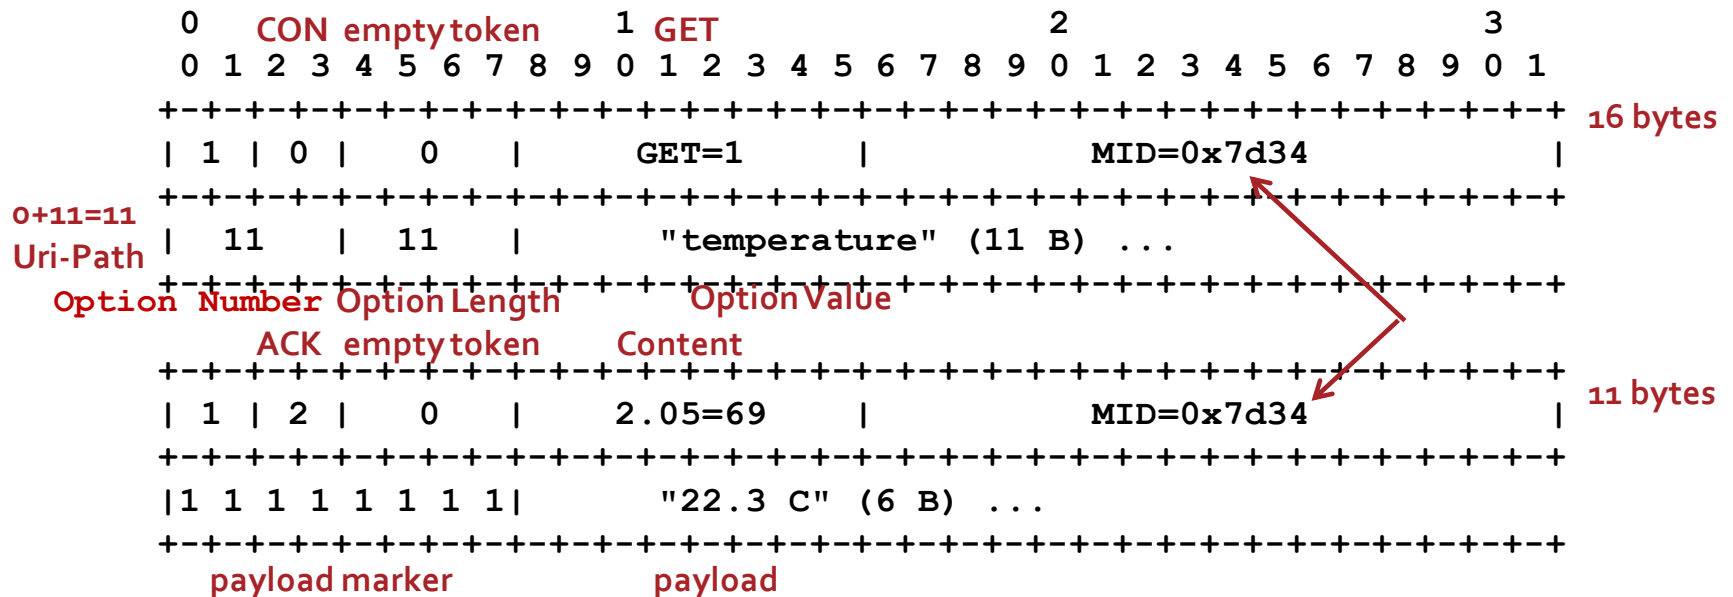 0 CON empty token 1 GET 2 3
0 1 2 3 4 5 6 7 8 9 0 1 2 3 4 5 6 7 8 9 0 1 2 3 4 5 6 7 8 9 0 1
+-+-+-+-+-+-+-+-+-+-+-+-+-+-+-+-+-+-+-+-+-+-+-+-+-+-+-+-+-+-+-+-+ 16 bytes
| 1 | 0 | 0 | GET=1 | MID=0x7d34 |
+-+-+-+-+-+-+-+-+-+-+-+-+-+-+-+-+-+-+-+-+-+-+-+-+-+-+-+-+-+-+-+-+
0+11=11
Uri-Path | 11 | 11 | "temperature" (11 B) ...
+-+-+-+-+-+-+-+-+-+-+-+-+-+-+-+-+-+-+-+-+-+-+-+-+-+-+-+-+-+-+-+-+
Option Number Option Length Option Value
ACK empty token Content
+-+-+-+-+-+-+-+-+-+-+-+-+-+-+-+-+-+-+-+-+-+-+-+-+-+-+-+-+-+-+-+-+ 11 bytes
| 1 | 2 | 0 | 2.05=69 | MID=0x7d34 |
+-+-+-+-+-+-+-+-+-+-+-+-+-+-+-+-+-+-+-+-+-+-+-+-+-+-+-+-+-+-+-+-+
|1 1 1 1 1 1 1 1| "22.3 C" (6 B) ...
+-+-+-+-+-+-+-+-+-+-+-+-+-+-+-+-+-+-+-+-+-+-+-+-+-+-+-+-+-+-+-+-+
payload marker payload